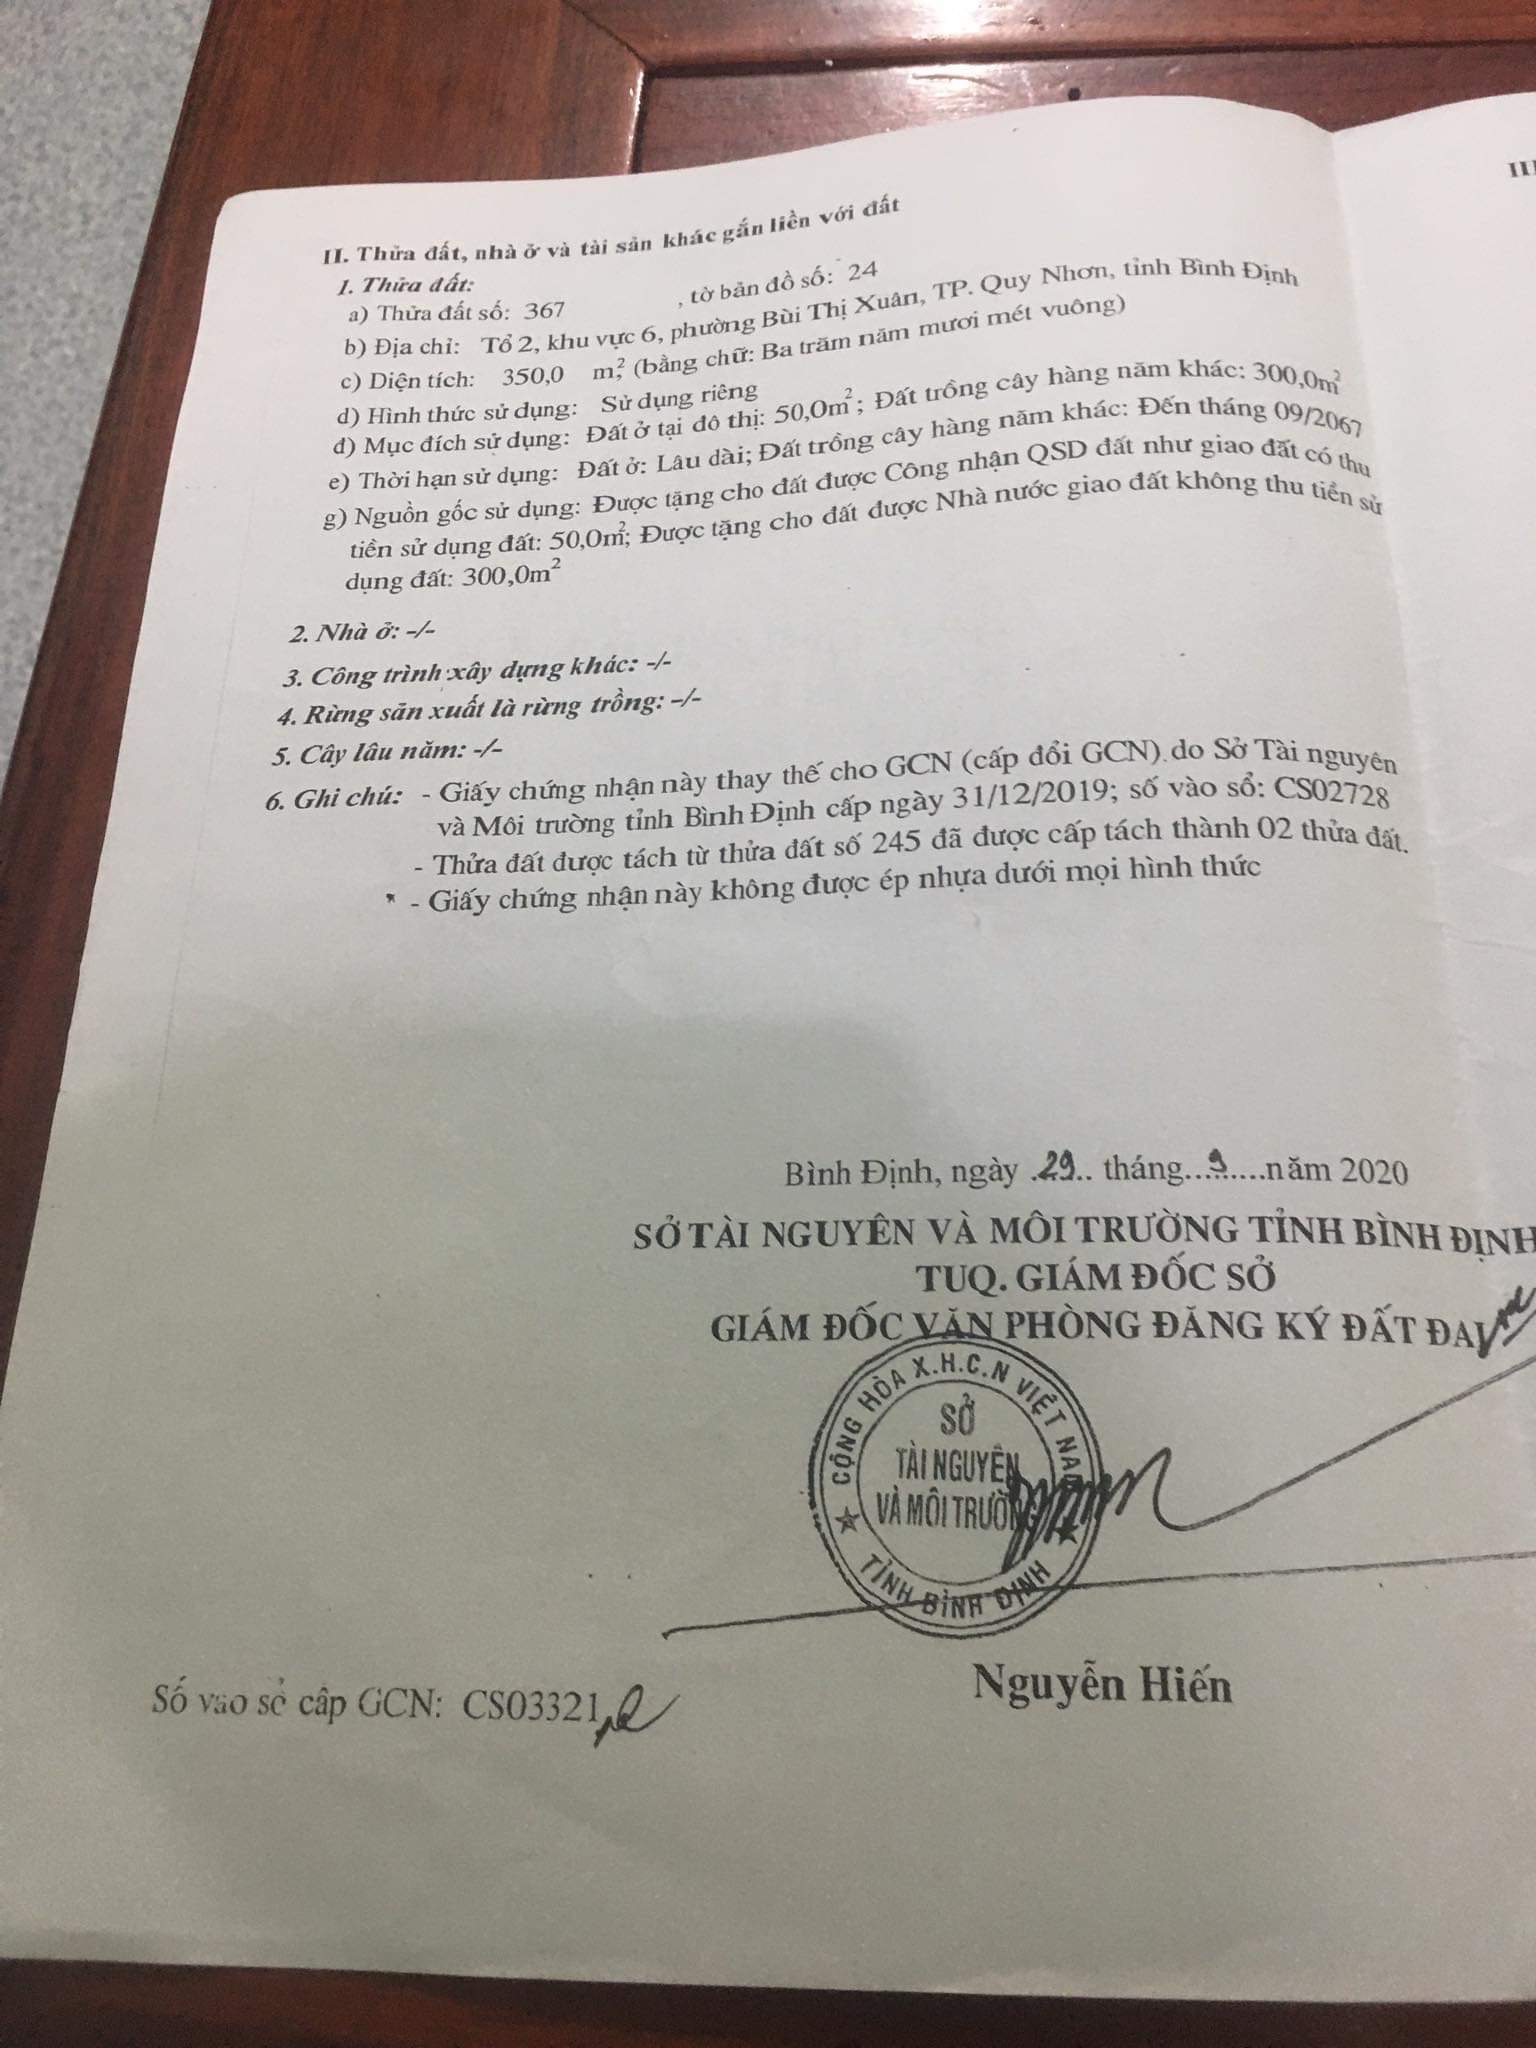 III
II. Thửa đất, nhà ở và tài sản khác gắn liền với đất
1. Thửa đất:
a) Thửa đất số: 367 , tờ bản đồ số: 24
b) Địa chỉ: Tổ 2, khu vực 6, phường Bùi Thị Xuân, TP. Quy Nhơn, tỉnh Bình Định
c) Diện tích: 350,0 m², (bằng chữ: Ba trăm năm mươi mét vuông)
d) Hình thức sử dụng: Sử dụng riêng
đ) Mục đích sử dụng: Đất ở tại đô thị: 50,0m²; Đất trồng cây hàng năm khác: 300,0m²
e) Thời hạn sử dụng: Đất ở: Lâu dài; Đất trồng cây hàng năm khác: Đến tháng 09/2067
g) Nguồn gốc sử dụng: Được tặng cho đất được Công nhận QSD đất như giao đất có thu
tiền sử dụng đất: 50,0m²; Được tặng cho đất được Nhà nước giao đất không thu tiền sử
dụng đất: 300,0m²
2. Nhà ở: -/-
3. Công trình xây dựng khác: -/-
4. Rừng sản xuất là rừng trồng: -/-
5. Cây lâu năm: -/-
6. Ghi chú: - Giấy chứng nhận này thay thế cho GCN (cấp đổi GCN) do Sở Tài nguyên
và Môi trường tỉnh Bình Định cấp ngày 31/12/2019; số vào sổ: CS02728
- Thửa đất được tách từ thửa đất số 245 đã được cấp tách thành 02 thửa đất.
* - Giấy chứng nhận này không được ép nhựa dưới mọi hình thức
Bình Định, ngày .29.. tháng...9.....năm 2020
SỞ TÀI NGUYÊN VÀ MÔI TRƯỜNG TỈNH BÌNH ĐỊNH
TUQ. GIÁM ĐỐC SỞ
GIÁM ĐỐC VĂN PHÒNG ĐĂNG KÝ ĐẤT ĐAI
CỘNG HÒA X.H.C.N VIỆT NAM
SỞ
TÀI NGUYÊN
VÀ MÔI TRƯỜNG
TỈNH BÌNH ĐỊNH
Nguyễn Hiến
Số vào sổ cấp GCN: CS03321